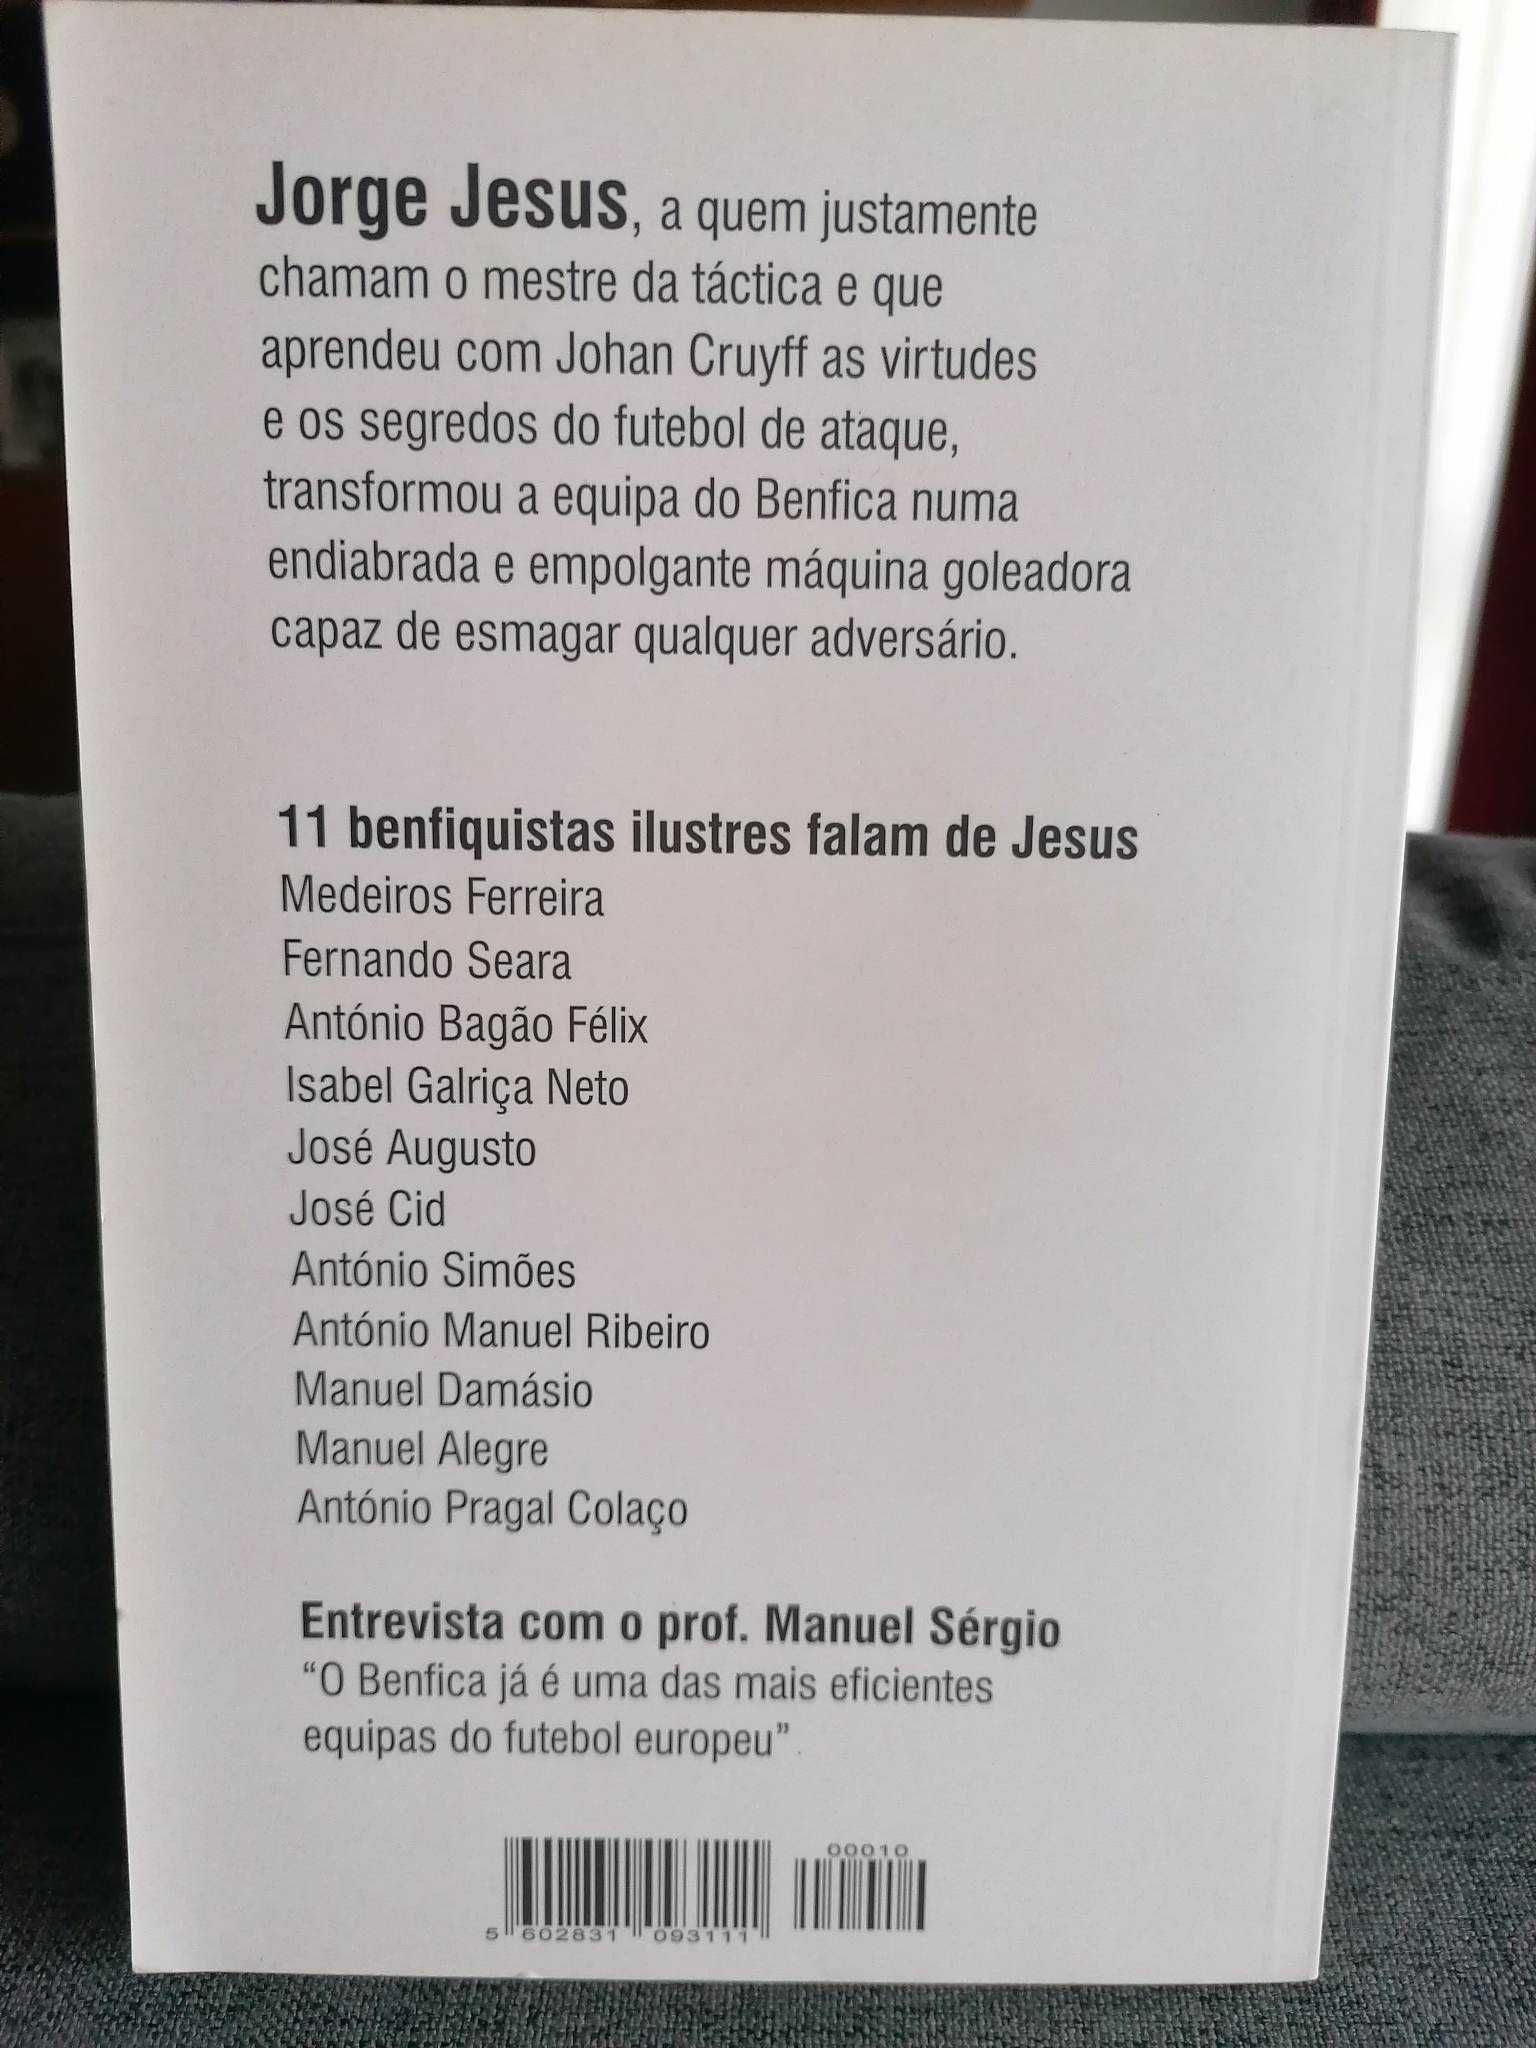 Jorge Jesus, a quem justamente
chamam o mestre da táctica e que
aprendeu com Johan Cruyff as virtudes
e os segredos do futebol de ataque,
transformou a equipa do Benfica numa
endiabrada e empolgante máquina goleadora
capaz de esmagar qualquer adversário.
11 benfiquistas ilustres falam de Jesus
Medeiros Ferreira
Fernando Seara
António Bagão Félix
Isabel Galriça Neto
José Augusto
José Cid
António Simões
António Manuel Ribeiro
Manuel Damásio
Manuel Alegre
António Pragal Colaço
Entrevista com o prof. Manuel Sérgio
“O Benfica já é uma das mais eficientes
equipas do futebol europeu”
00010
5 602831 093111